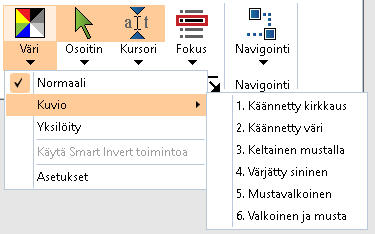 Väri
Osoitin
Kursori
Fokus
Navigointi
Normaali
Navigointi
Kuvio
Yksilöity
Käytä Smart Invert toimintoa
Asetukset
1. Käännetty kirkkaus
2. Käännetty väri
3. Keltainen mustalla
4. Värjätty sininen
5. Mustavalkoinen
6. Valkoinen ja musta